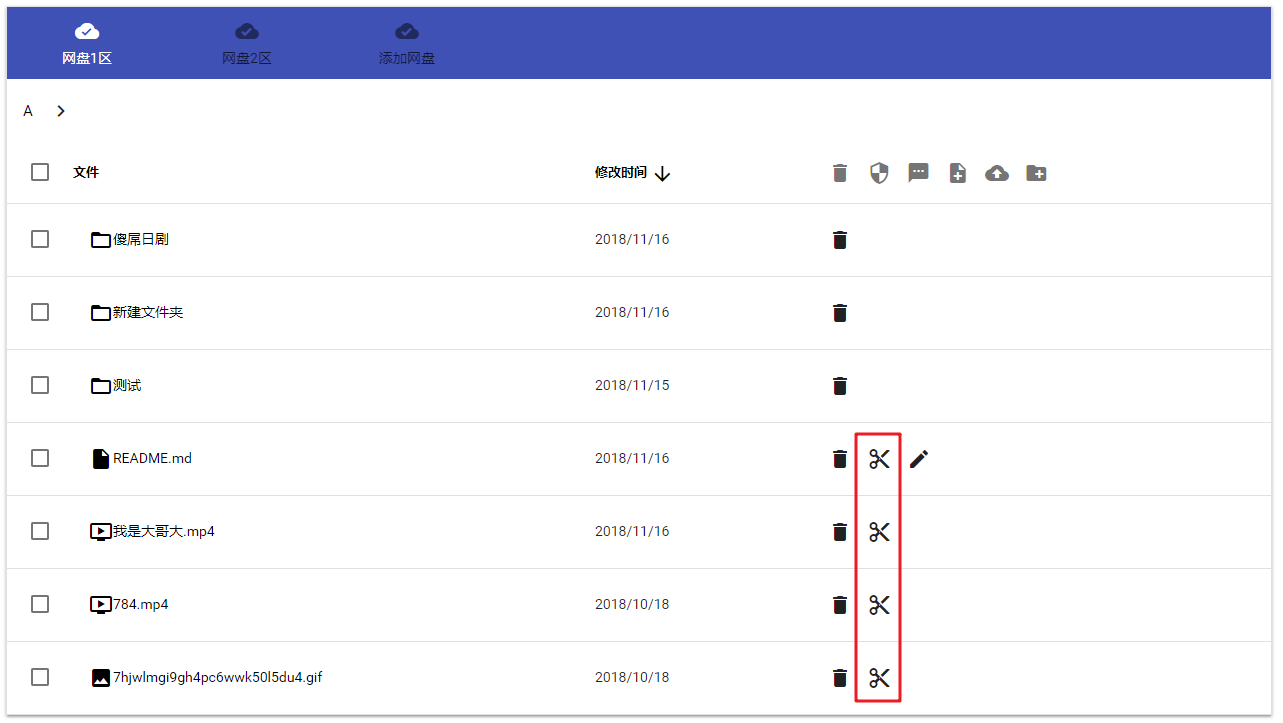 网盘1区
网盘2区
添加网盘
A
文件
修改时间
傻屌日剧
2018/11/16
新建文件夹
2018/11/16
测试
2018/11/15
README.md
2018/11/16
我是大哥大.mp4
2018/11/16
784.mp4
2018/10/18
7hjwlmgi9gh4pc6wwk50l5du4.gif
2018/10/18